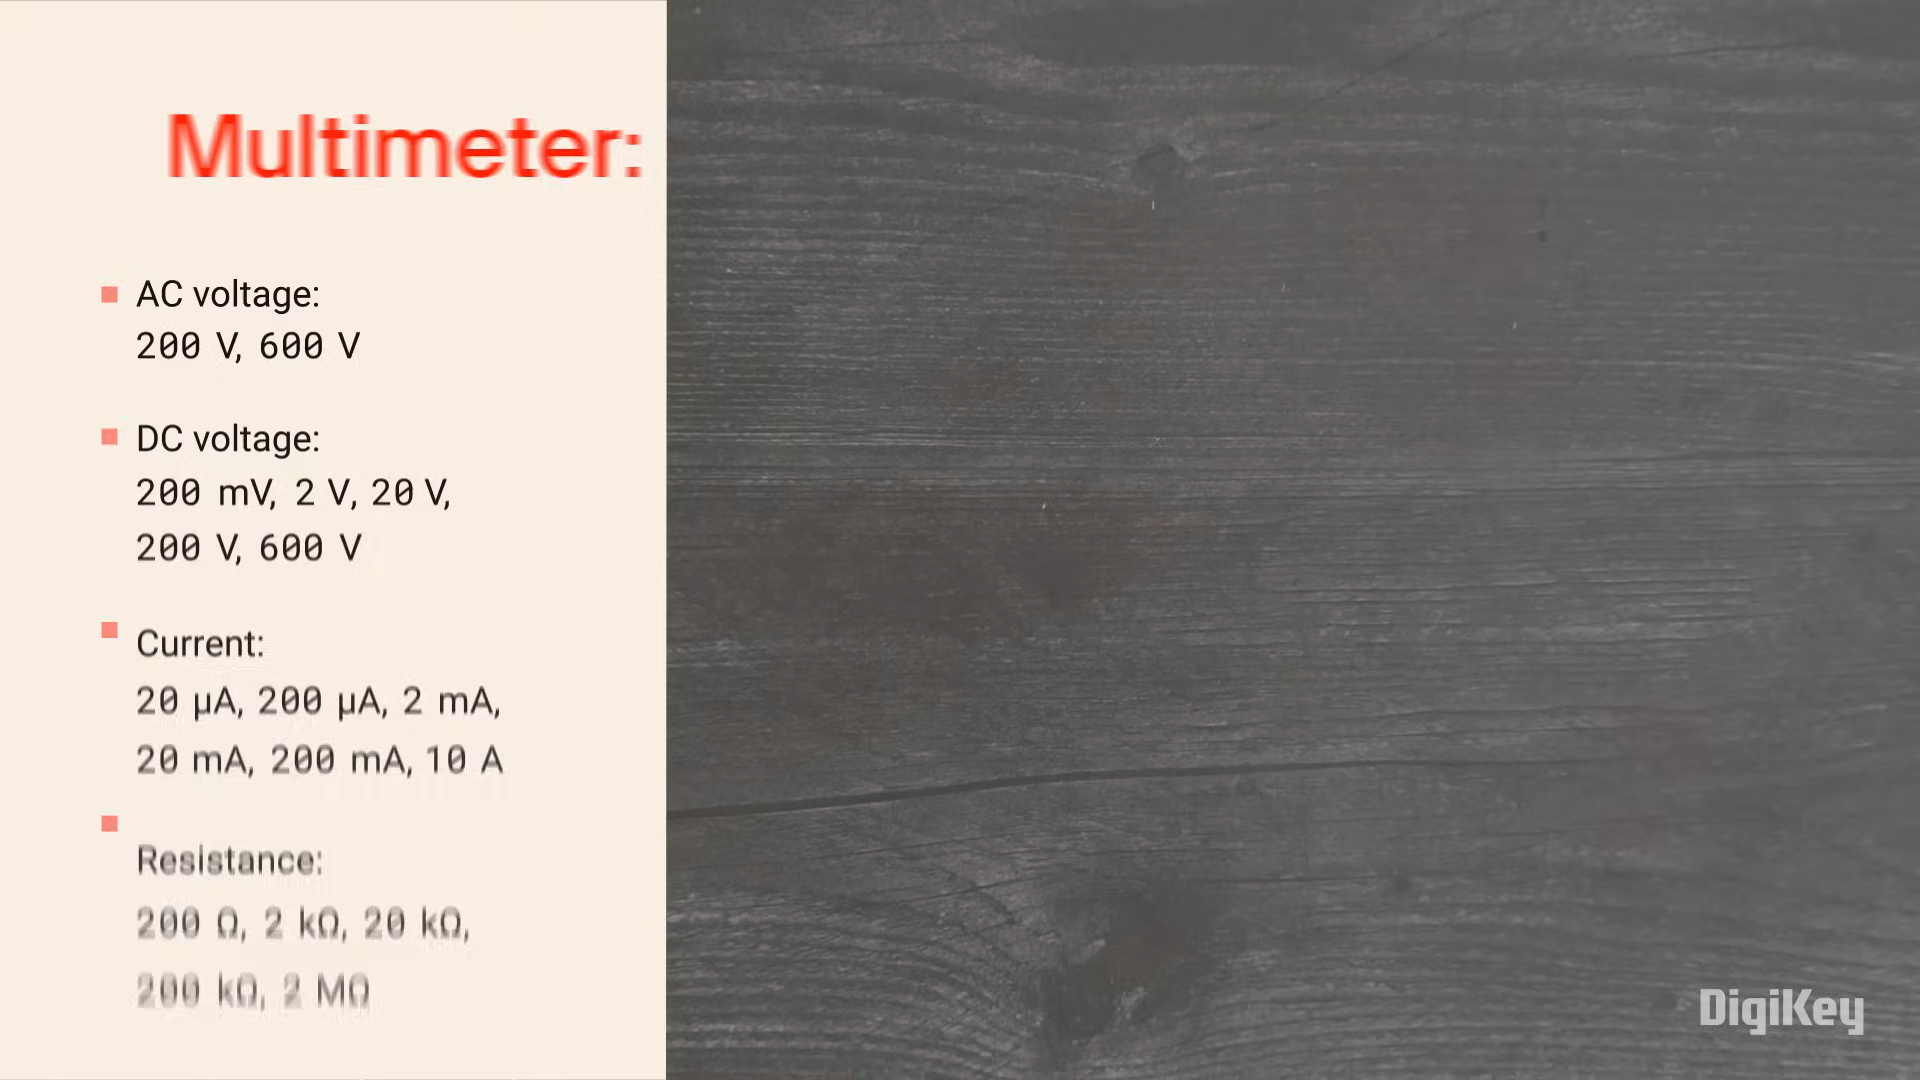 Multimeter:
AC voltage:
200 V, 600 V
DC voltage:
200 mV, 2 V, 20 V,
200 V, 600 V
Current:
20 µA, 200 µA, 2 mA,
20 mA, 200 mA, 10 A
Resistance:
200 Ω, 2 kΩ, 20 kΩ,
200 kΩ, 2 MΩ
DigiKey